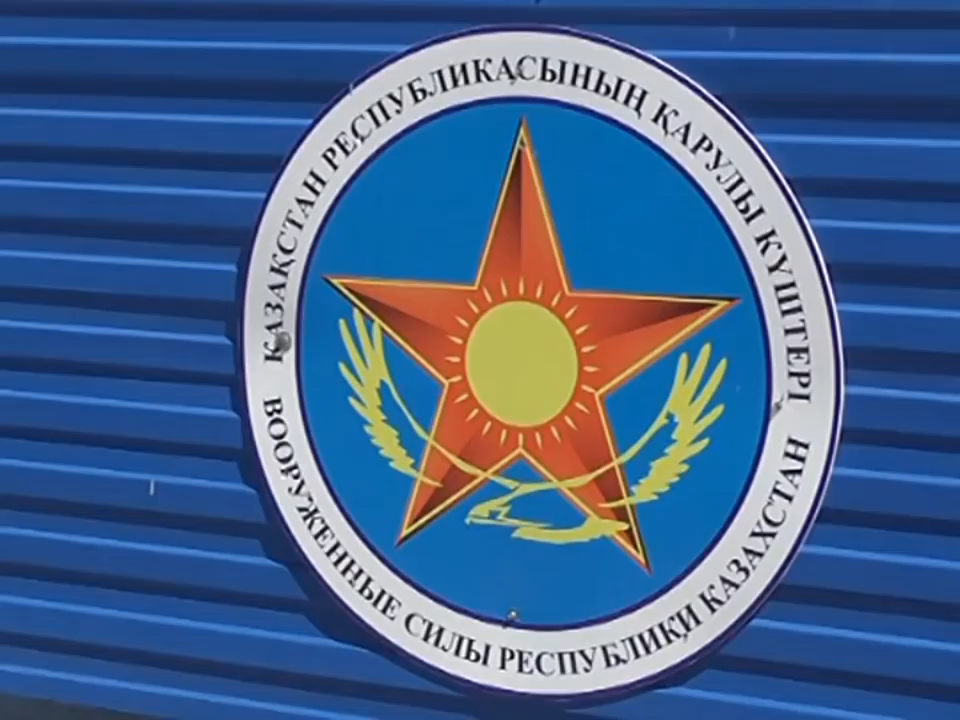 ҚАЗАҚСТАН РЕСПУБЛИКАСЫНЫҢ ҚАРУЛЫ КҮШТЕРІ
ВООРУЖЕННЫЕ СИЛЫ РЕСПУБЛИКИ КАЗАХСТАН